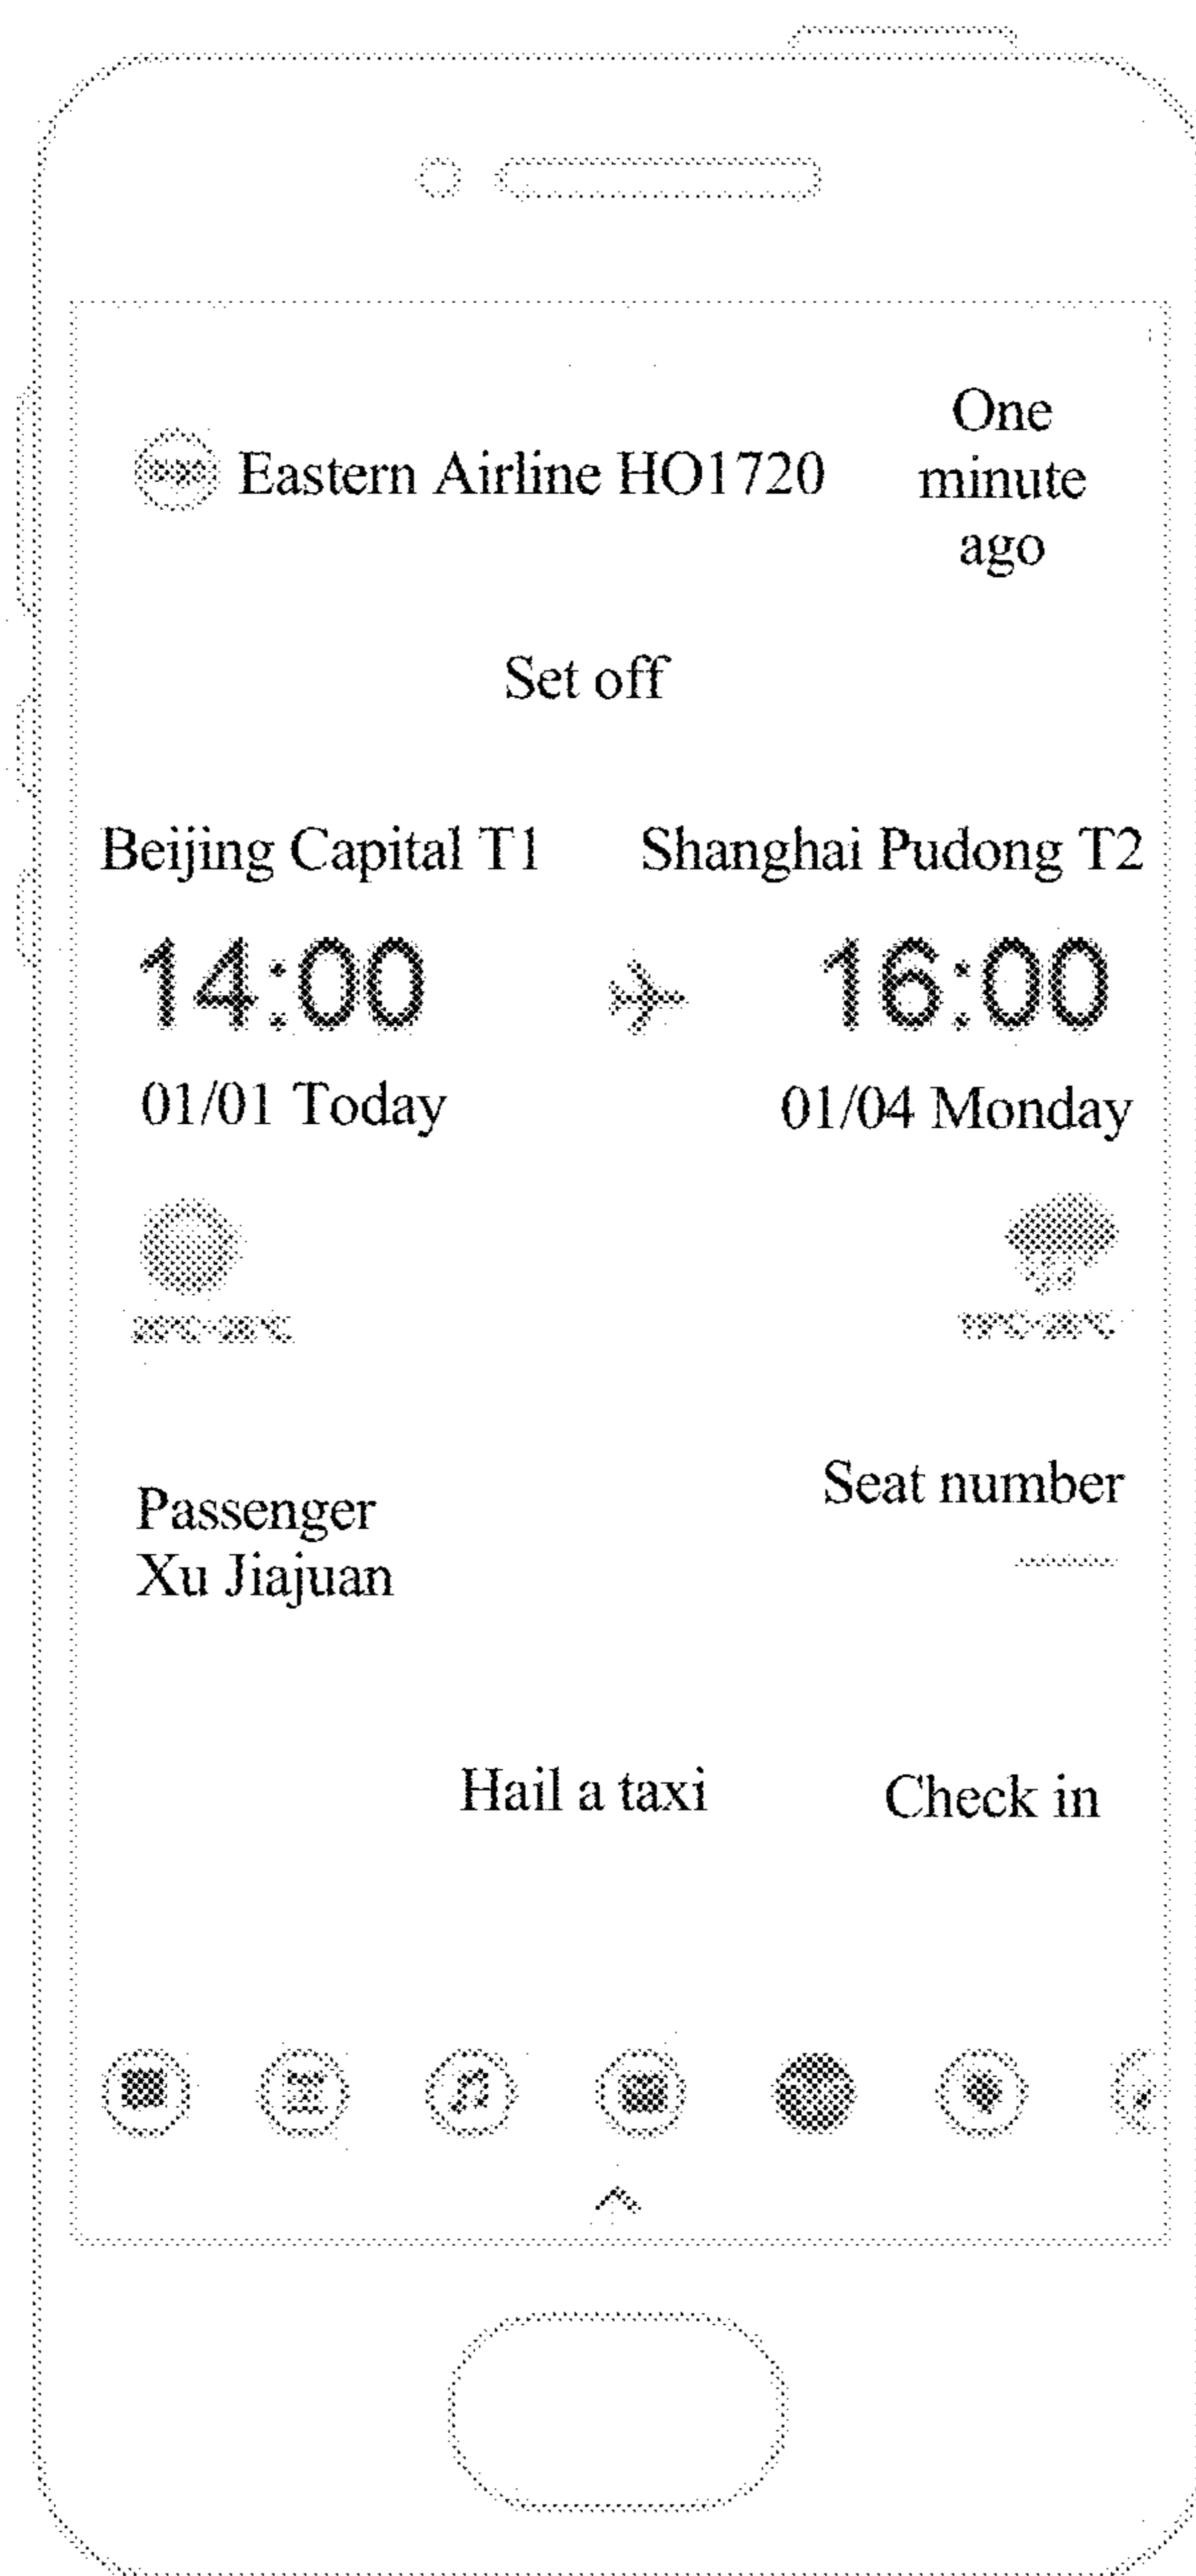 Eastern Airline HO1720
One
minute
ago
Set off
Beijing Capital T1 Shanghai Pudong T2
14:00 16:00
01/01 Today 01/04 Monday
Seat number
Passenger
Xu Jiajuan
Hail a taxi Check in